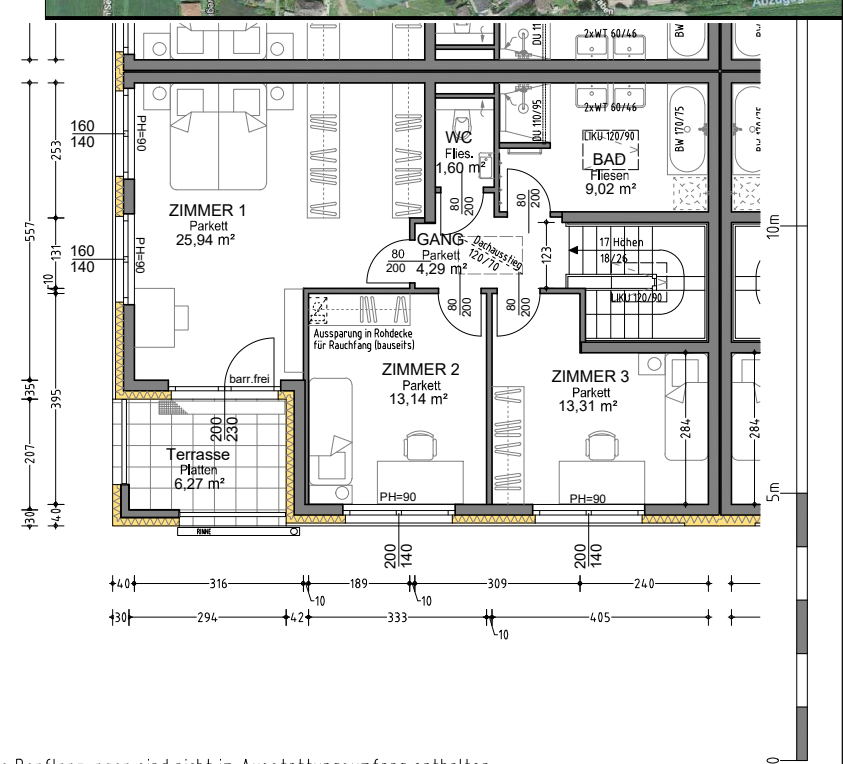 Abzugsg
DU 11
2xWT 60/46
BW
2xWT 60/46
DU 110/95
LIKU 120/90
BW 170/75
160
140
PH=90
WC
Flies.
1,60 m²
BAD
Fliesen
9,02 m²
80
200
80
200
ZIMMER 1
Parkett
25,94 m²
160
140
PH=90
GANG
Parkett
4,29 m²
80
200
Dachausstieg
120/70
123
17 Höhen
18/26
LIKU 120/90
80
200
80
200
Aussparung in Rohdecke
für Rauchfang (bauseits)
ZIMMER 2
Parkett
13,14 m²
ZIMMER 3
Parkett
13,31 m²
barr.frei
200
230
Terrasse
Platten
6,27 m²
284
284
PH=90
PH=90
RINNE
200
140
200
140
557
35
207
30
253
131
10
395
40
40 316 189 309 240
10 10
30 294 42 333 405
10
10m
5m
0
Bepflanzungen sind nicht im Ausstattungsumfang enthalten